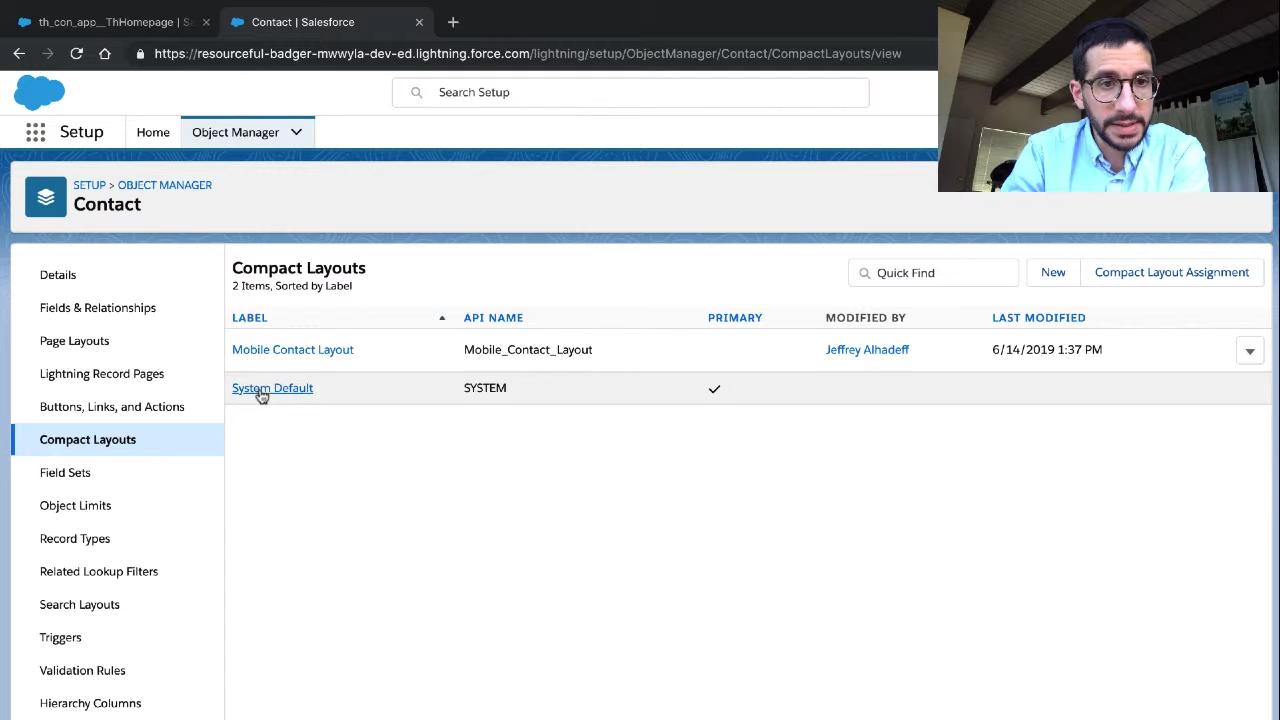 th_con_app__ThHomepage | Sa
Contact | Salesforce
https://resourceful-badger-mwwyla-dev-ed.lightning.force.com/lightning/setup/ObjectManager/Contact/CompactLayouts/view
Search Setup
Setup
Home
Object Manager
SETUP > OBJECT MANAGER
Contact
Details
Fields & Relationships
Page Layouts
Lightning Record Pages
Buttons, Links, and Actions
Compact Layouts
Field Sets
Object Limits
Record Types
Related Lookup Filters
Search Layouts
Triggers
Validation Rules
Hierarchy Columns
Compact Layouts
2 Items, Sorted by Label
Quick Find
New
Compact Layout Assignment
LABEL API NAME PRIMARY MODIFIED BY LAST MODIFIED
Mobile Contact Layout Mobile_Contact_Layout Jeffrey Alhadeff 6/14/2019 1:37 PM
System Default SYSTEM